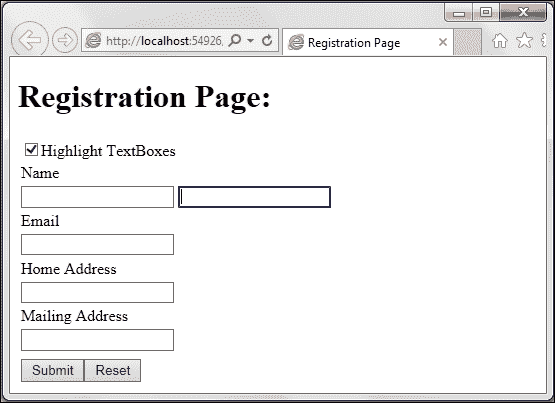 http://localhost:54926,
Registration Page
Registration Page:
Highlight TextBoxes
Name
Email
Home Address
Mailing Address
Submit Reset